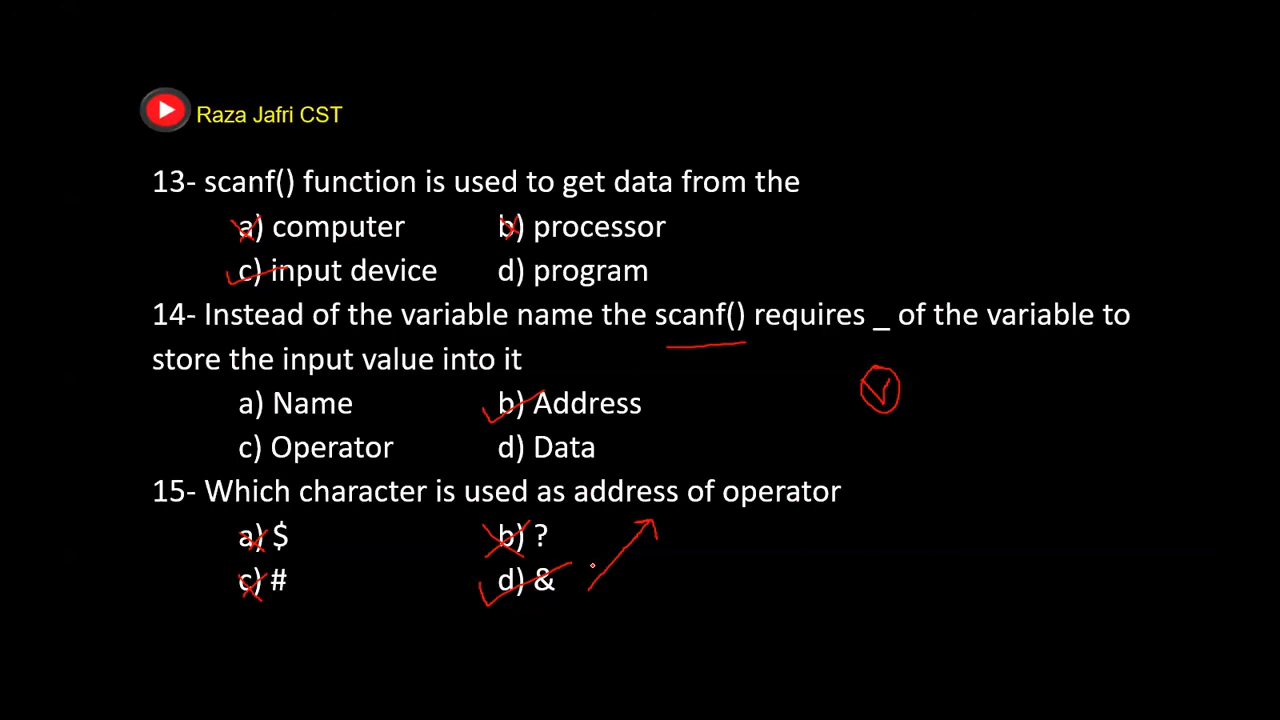 Raza Jafri CST
13- scanf() function is used to get data from the
a) computer b) processor
c) input device d) program
14- Instead of the variable name the scanf() requires _ of the variable to
store the input value into it
a) Name b) Address
c) Operator d) Data
15- Which character is used as address of operator
a) $ b) ?
c) # d) &